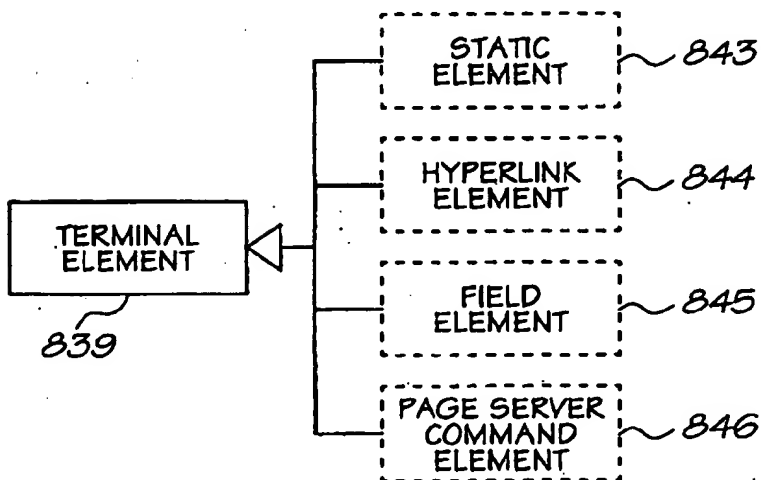 STATIC
ELEMENT
843
HYPERLINK
ELEMENT
844
TERMINAL
ELEMENT
839
FIELD
ELEMENT
845
PAGE SERVER
COMMAND
ELEMENT
846